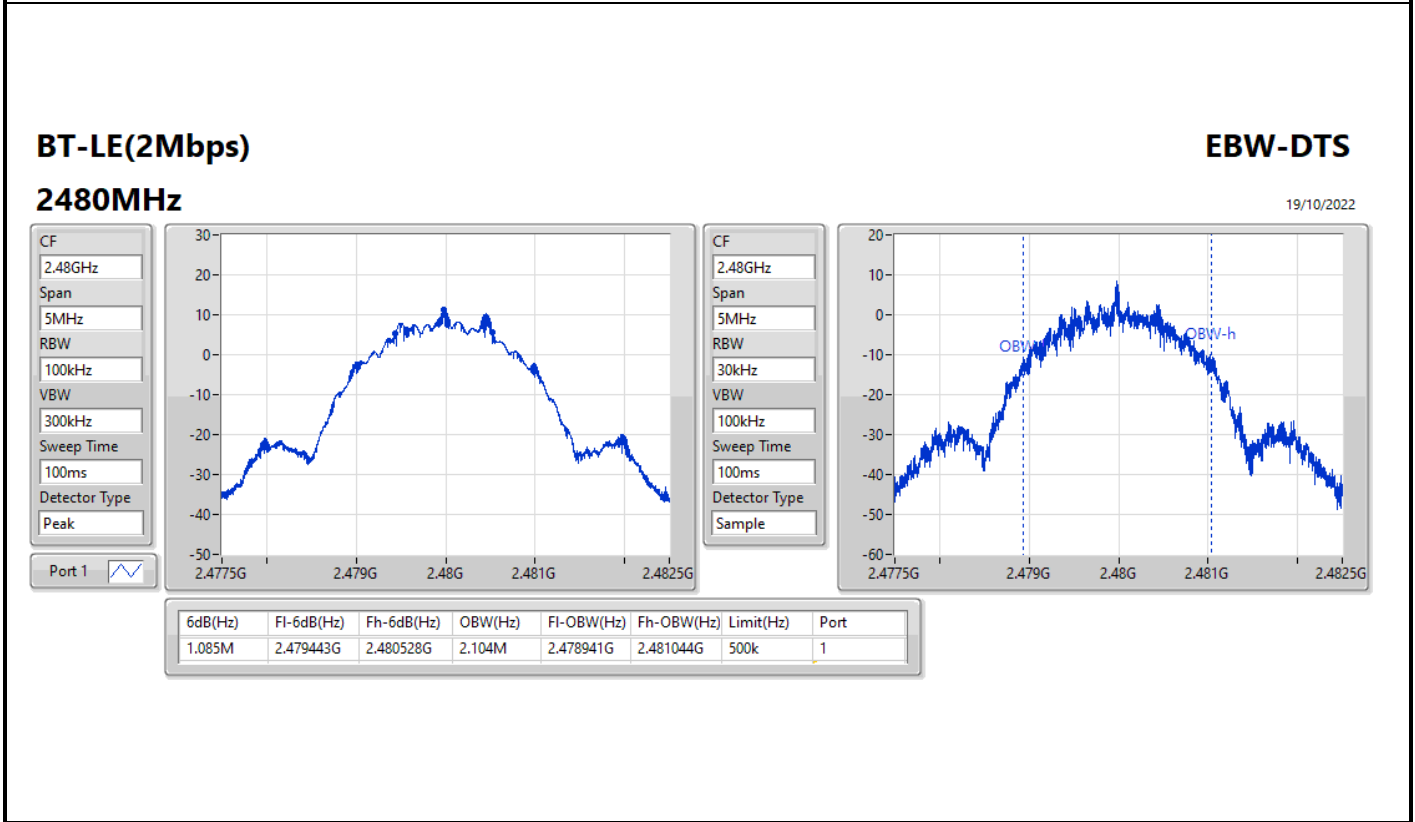 BT-LE(2Mbps)
EBW-DTS
2480MHz
19/10/2022
CF
2.48GHz
Span
5MHz
RBW
100kHz
VBW
300kHz
Sweep Time
100ms
Detector Type
Peak
Port 1
30
20
10
0
-10
-20
-30
-40
-50
2.4775G 2.479G 2.48G 2.481G 2.4825G
CF
2.48GHz
Span
5MHz
RBW
30kHz
VBW
100kHz
Sweep Time
100ms
Detector Type
Sample
20
10
0
-10
-20
-30
-40
-50
-60
OBW-h
2.4775G 2.479G 2.48G 2.481G 2.4825G
6dB(Hz) Fl-6dB(Hz) Fh-6dB(Hz) OBW(Hz) Fl-OBW(Hz) Fh-OBW(Hz) Limit(Hz) Port
1.085M 2.479443G 2.480528G 2.104M 2.478941G 2.481044G 500k 1